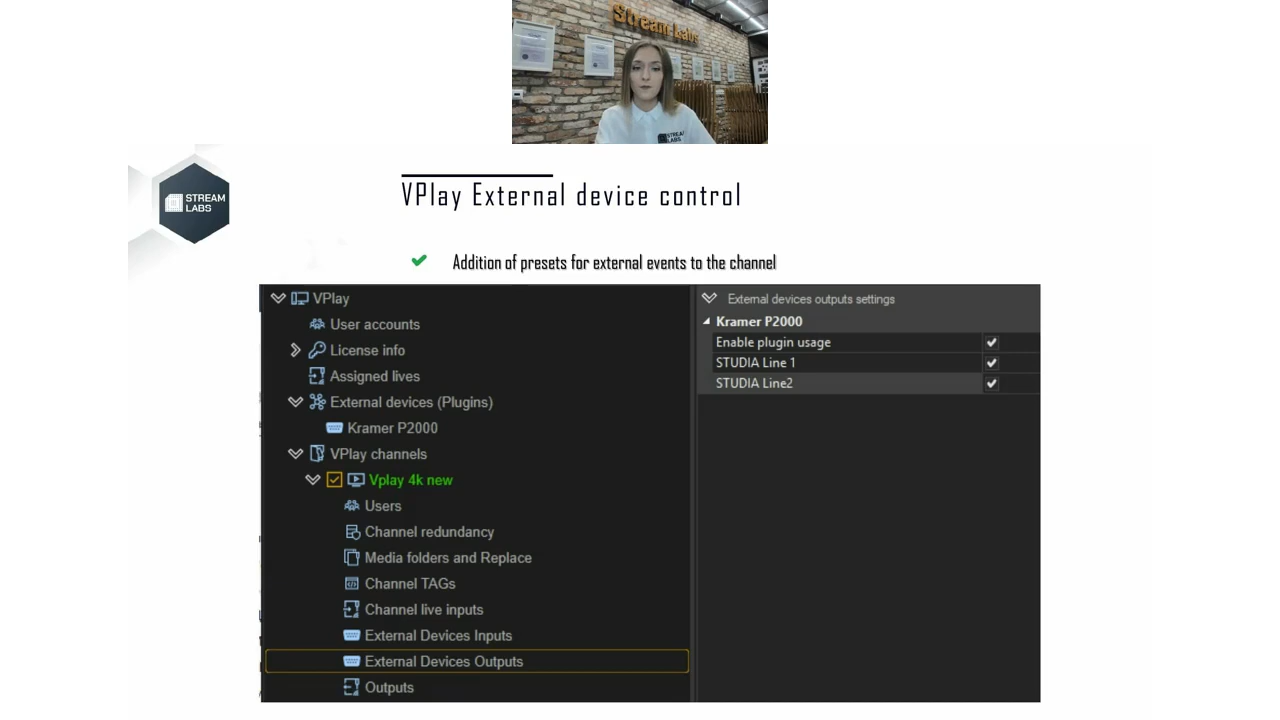 Stream Labs
STREAM
LABS
STREAM
LABS
VPlay External device control
Addition of presets for external events to the channel
VPlay
User accounts
License info
Assigned lives
External devices (Plugins)
Kramer P2000
VPlay channels
Vplay 4k new
Users
Channel redundancy
Media folders and Replace
Channel TAGs
Channel live inputs
External Devices Inputs
External Devices Outputs
Outputs
External devices outputs settings
Kramer P2000
Enable plugin usage
STUDIA Line 1
STUDIA Line2